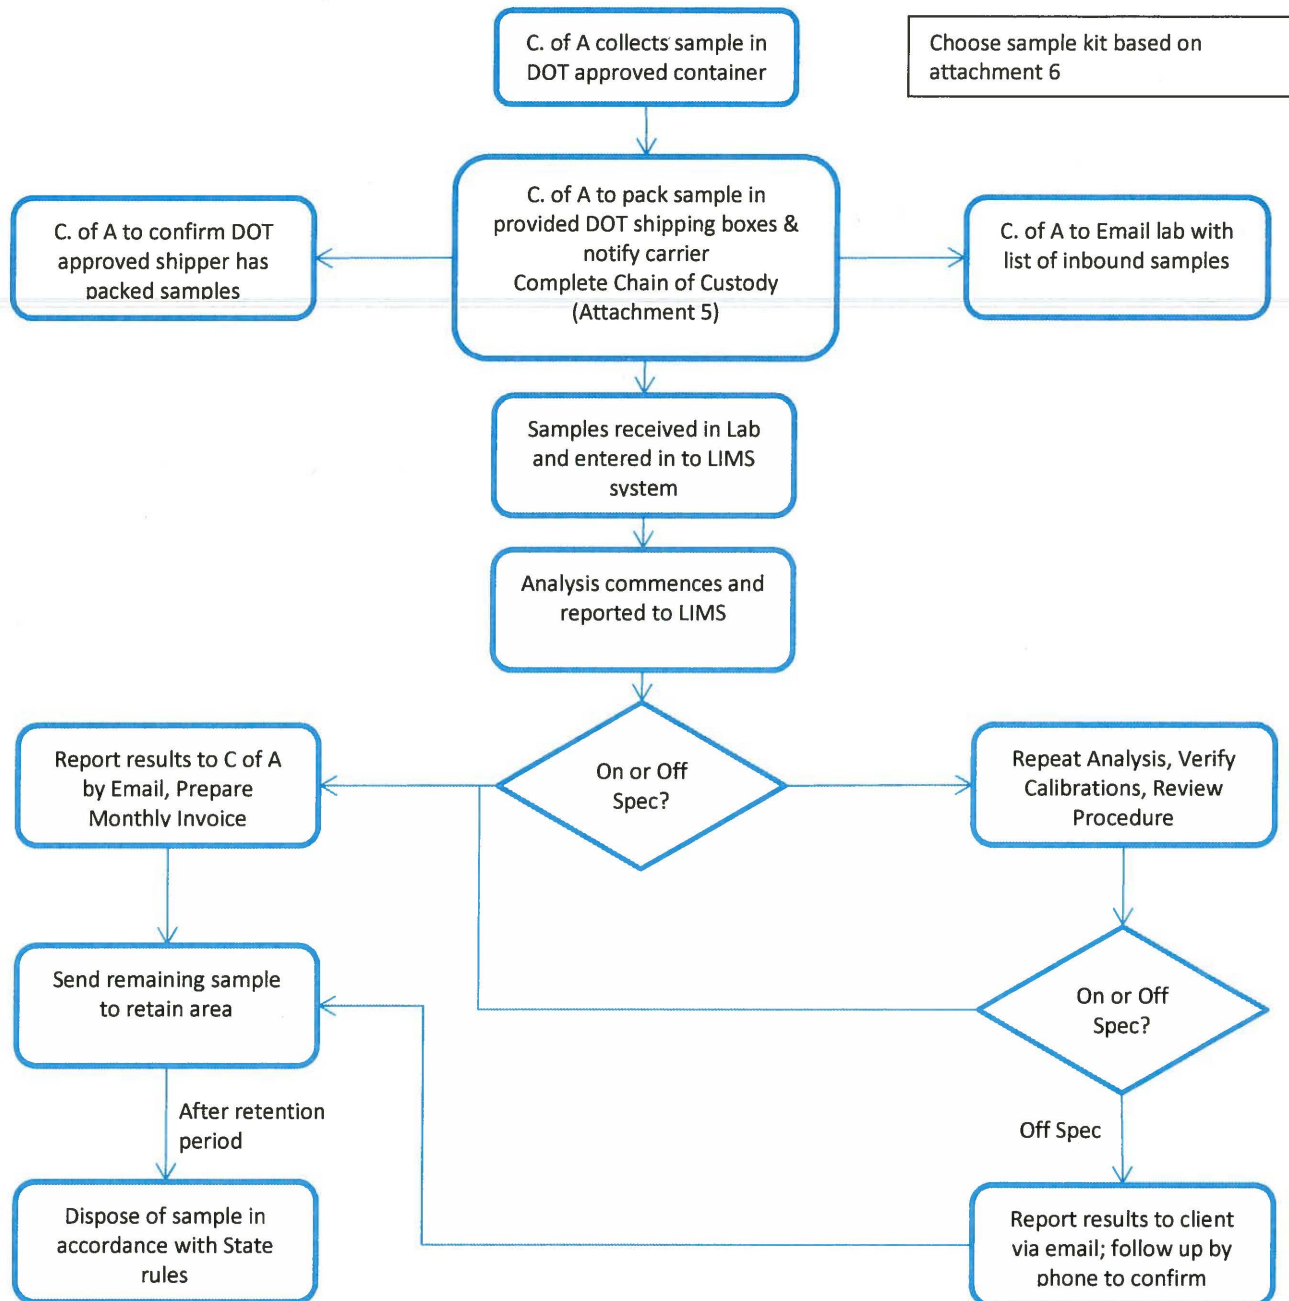 C. of A collects sample in
DOT approved container
Choose sample kit based on
attachment 6
C. of A to confirm DOT
approved shipper has
packed samples
C. of A to pack sample in
provided DOT shipping boxes &
notify carrier
Complete Chain of Custody
(Attachment 5)
C. of A to Email lab with
list of inbound samples
Samples received in Lab
and entered in to LIMS
system
Analysis commences and
reported to LIMS
Report results to C of A
by Email, Prepare
Monthly Invoice
On or Off
Spec?
Repeat Analysis, Verify
Calibrations, Review
Procedure
Send remaining sample
to retain area
On or Off
Spec?
After retention
period
Off Spec
Dispose of sample in
accordance with State
rules
Report results to client
via email; follow up by
phone to confirm